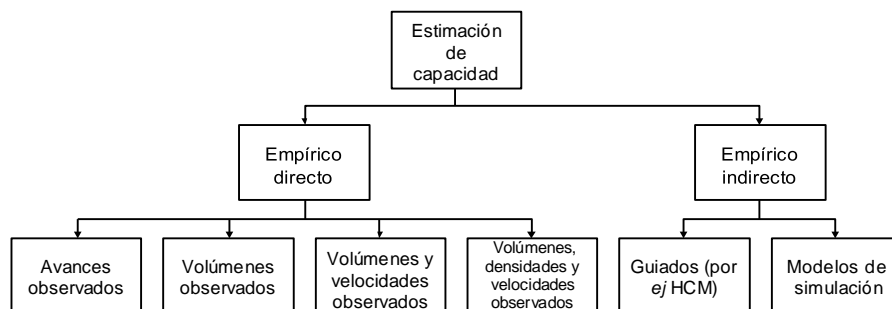 Estimación
de
capacidad
Empírico
directo
Empírico
indirecto
Avances
observados
Volúmenes
observados
Volúmenes y
velocidades
observados
Volúmenes,
densidades y
velocidades
observados
Guiados (por
ej HCM)
Modelos de
simulación